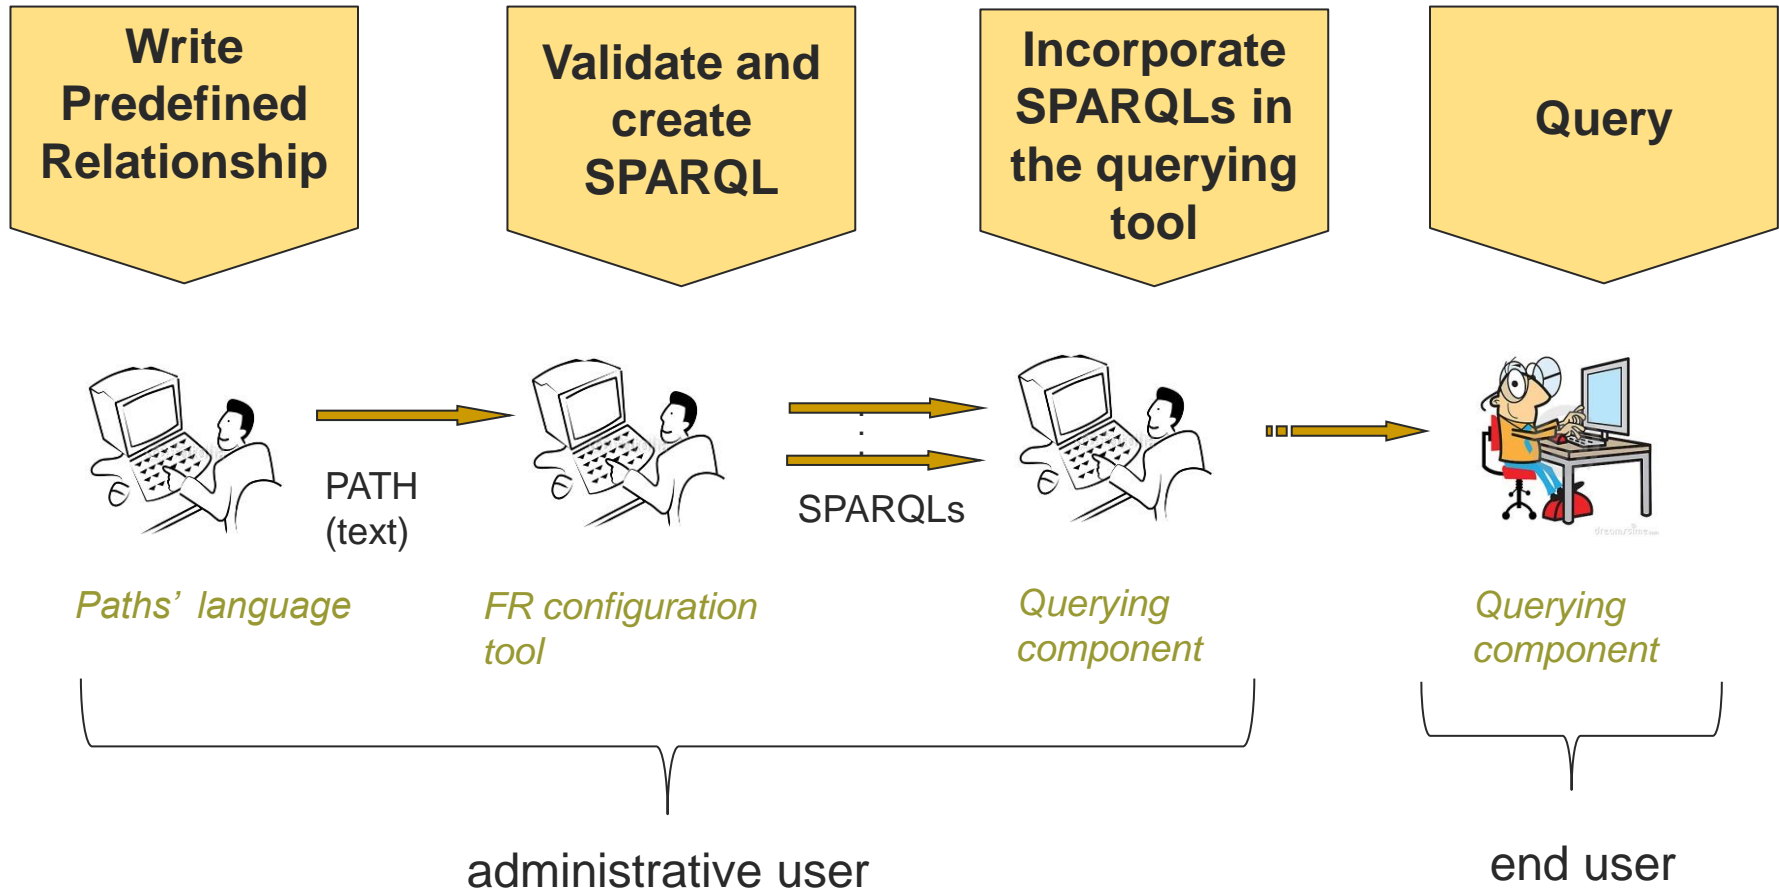 Write
Predefined
Relationship
Validate and
create
SPARQL
Incorporate
SPARQLs in
the querying
tool
Query
PATH
(text)
SPARQLs
Paths’ language
FR configuration
tool
Querying
component
Querying
component
administrative user
end user